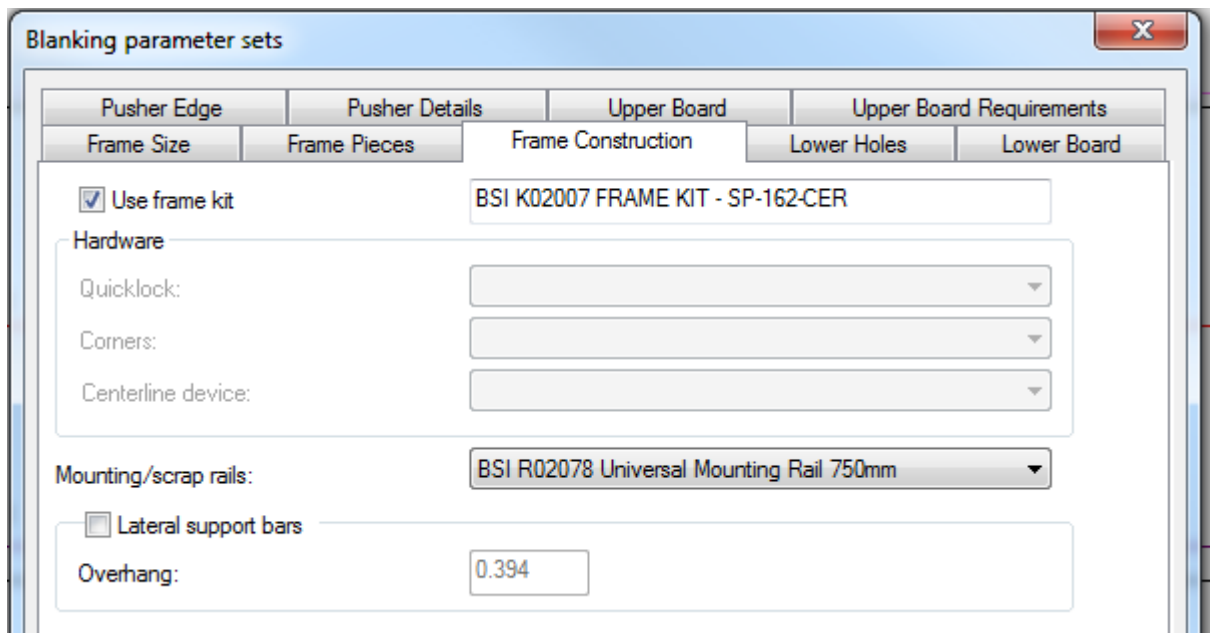 Blanking parameter sets
Pusher Edge Pusher Details Upper Board Upper Board Requirements
Frame Size Frame Pieces Frame Construction Lower Holes Lower Board
Use frame kit BSI K02007 FRAME KIT - SP-162-CER
Hardware
Quicklock:
Corners:
Centerline device:
Mounting/scrap rails: BSI R02078 Universal Mounting Rail 750mm
Lateral support bars
Overhang: 0.394